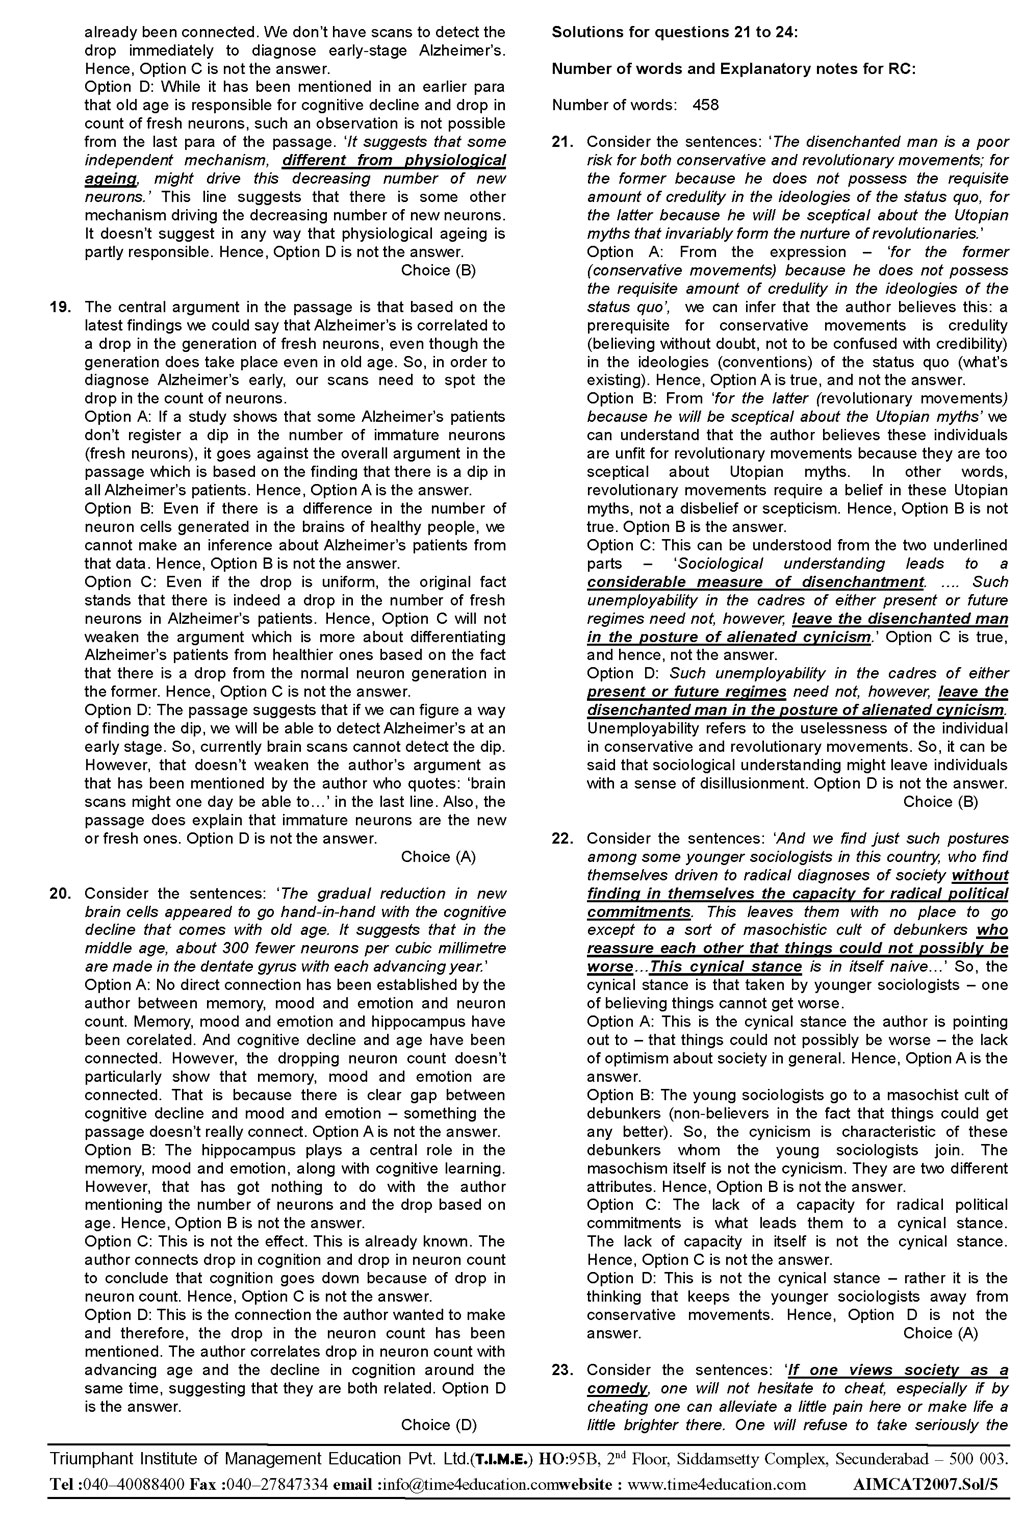 already been connected. We don't have scans to detect the
drop immediately to diagnose early-stage Alzheimer's.
Hence, Option C is not the answer.
Option D: While it has been mentioned in an earlier para
that old age is responsible for cognitive decline and drop in
count of fresh neurons, such an observation is not possible
from the last para of the passage. 'It suggests that some
independent mechanism, different from physiological
ageing, might drive this decreasing number of new
neurons.' This line suggests that there is some other
mechanism driving the decreasing number of new neurons.
It doesn't suggest in any way that physiological ageing is
partly responsible. Hence, Option D is not the answer.
Choice (B)
19. The central argument in the passage is that based on the
latest findings we could say that Alzheimer's is correlated to
a drop in the generation of fresh neurons, even though the
generation does take place even in old age. So, in order to
diagnose Alzheimer's early, our scans need to spot the
drop in the count of neurons.
Option A: If a study shows that some Alzheimer's patients
don't register a dip in the number of immature neurons
(fresh neurons), it goes against the overall argument in the
passage which is based on the finding that there is a dip in
all Alzheimer's patients. Hence, Option A is the answer.
Option B: Even if there is a difference in the number of
neuron cells generated in the brains of healthy people, we
cannot make an inference about Alzheimer's patients from
that data. Hence, Option B is not the answer.
Option C: Even if the drop is uniform, the original fact
stands that there is indeed a drop in the number of fresh
neurons in Alzheimer's patients. Hence, Option C will not
weaken the argument which is more about differentiating
Alzheimer's patients from healthier ones based on the fact
that there is a drop from the normal neuron generation in
the former. Hence, Option C is not the answer.
Option D: The passage suggests that if we can figure a way
of finding the dip, we will be able to detect Alzheimer's at an
early stage. So, currently brain scans cannot detect the dip.
However, that doesn't weaken the author's argument as
that has been mentioned by the author who quotes: 'brain
scans might one day be able to…' in the last line. Also, the
passage does explain that immature neurons are the new
or fresh ones. Option D is not the answer.
Choice (A)
20. Consider the sentences: 'The gradual reduction in new
brain cells appeared to go hand-in-hand with the cognitive
decline that comes with old age. It suggests that in the
middle age, about 300 fewer neurons per cubic millimetre
are made in the dentate gyrus with each advancing year.'
Option A: No direct connection has been established by the
author between memory, mood and emotion and neuron
count. Memory, mood and emotion and hippocampus have
been corelated. And cognitive decline and age have been
connected. However, the dropping neuron count doesn't
particularly show that memory, mood and emotion are
connected. That is because there is clear gap between
cognitive decline and mood and emotion – something the
passage doesn't really connect. Option A is not the answer.
Option B: The hippocampus plays a central role in the
memory, mood and emotion, along with cognitive learning.
However, that has got nothing to do with the author
mentioning the number of neurons and the drop based on
age. Hence, Option B is not the answer.
Option C: This is not the effect. This is already known. The
author connects drop in cognition and drop in neuron count
to conclude that cognition goes down because of drop in
neuron count. Hence, Option C is not the answer.
Option D: This is the connection the author wanted to make
and therefore, the drop in the neuron count has been
mentioned. The author correlates drop in neuron count with
advancing age and the decline in cognition around the
same time, suggesting that they are both related. Option D
is the answer.
Choice (D)
Solutions for questions 21 to 24:
Number of words and Explanatory notes for RC:
Number of words: 458
21. Consider the sentences: 'The disenchanted man is a poor
risk for both conservative and revolutionary movements; for
the former because he does not possess the requisite
amount of credulity in the ideologies of the status quo, for
the latter because he will be sceptical about the Utopian
myths that invariably form the nurture of revolutionaries.'
Option A: From the expression – 'for the former
(conservative movements) because he does not possess
the requisite amount of credulity in the ideologies of the
status quo', we can infer that the author believes this: a
prerequisite for conservative movements is credulity
(believing without doubt, not to be confused with credibility)
in the ideologies (conventions) of the status quo (what's
existing). Hence, Option A is true, and not the answer.
Option B: From 'for the latter (revolutionary movements)
because he will be sceptical about the Utopian myths' we
can understand that the author believes these individuals
are unfit for revolutionary movements because they are too
sceptical about Utopian myths. In other words,
revolutionary movements require a belief in these Utopian
myths, not a disbelief or scepticism. Hence, Option B is not
true. Option B is the answer.
Option C: This can be understood from the two underlined
parts – 'Sociological understanding leads to a
considerable measure of disenchantment. …. Such
unemployability in the cadres of either present or future
regimes need not, however, leave the disenchanted man
in the posture of alienated cynicism.' Option C is true,
and hence, not the answer.
Option D: Such unemployability in the cadres of either
present or future regimes need not, however, leave the
disenchanted man in the posture of alienated cynicism.
Unemployability refers to the uselessness of the individual
in conservative and revolutionary movements. So, it can be
said that sociological understanding might leave individuals
with a sense of disillusionment. Option D is not the answer.
Choice (B)
22. Consider the sentences: 'And we find just such postures
among some younger sociologists in this country, who find
themselves driven to radical diagnoses of society without
finding in themselves the capacity for radical political
commitments. This leaves them with no place to go
except to a sort of masochistic cult of debunkers who
reassure each other that things could not possibly be
worse…This cynical stance is in itself naive…' So, the
cynical stance is that taken by younger sociologists – one
of believing things cannot get worse.
Option A: This is the cynical stance the author is pointing
out to – that things could not possibly be worse – the lack
of optimism about society in general. Hence, Option A is the
answer.
Option B: The young sociologists go to a masochist cult of
debunkers (non-believers in the fact that things could get
any better). So, the cynicism is characteristic of these
debunkers whom the young sociologists join. The
masochism itself is not the cynicism. They are two different
attributes. Hence, Option B is not the answer.
Option C: The lack of a capacity for radical political
commitments is what leads them to a cynical stance.
The lack of capacity in itself is not the cynical stance.
Hence, Option C is not the answer.
Option D: This is not the cynical stance – rather it is the
thinking that keeps the younger sociologists away from
conservative movements. Hence, Option D is not the
answer. Choice (A)
23. Consider the sentences: 'If one views society as a
comedy, one will not hesitate to cheat, especially if by
cheating one can alleviate a little pain here or make life a
little brighter there. One will refuse to take seriously the
Triumphant Institute of Management Education Pvt. Ltd.(T.I.M.E.) HO:95B, 2nd Floor, Siddamsetty Complex, Secunderabad – 500 003.
Tel :040–40088400 Fax :040–27847334 email :info@time4education.comwebsite : www.time4education.com AIMCAT2007.Sol/5